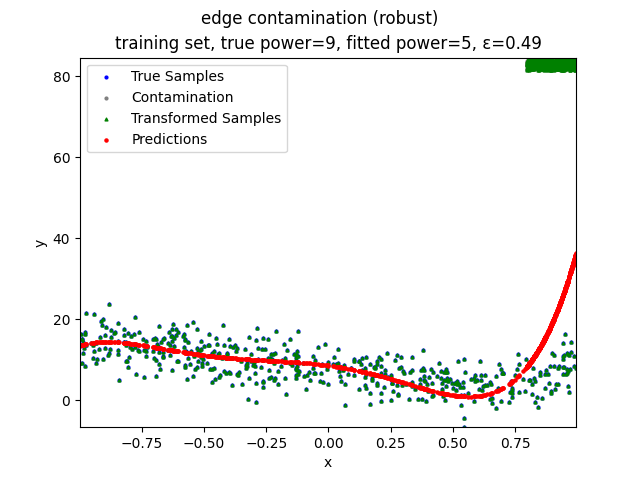 edge contamination (robust)
training set, true power=9, fitted power=5, ε=0.49
True Samples
Contamination
Transformed Samples
Predictions
80
60
40
20
0
y
−0.75
−0.50
−0.25
0.00
0.25
0.50
0.75
x